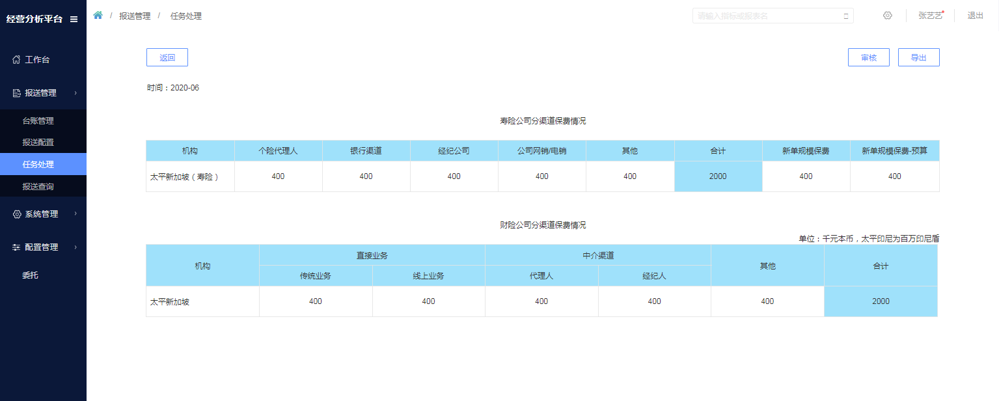 经营分析平台
/ 报送管理 / 任务处理
请输入指标或报表名
张艺艺
退出
工作台
报送管理
台账管理
报送配置
任务处理
报送查询
系统管理
配置管理
委托
返回
审核
导出
时间：2020-06
寿险公司分渠道保费情况
机构 个险代理人 银行渠道 经纪公司 公司网销/电销 其他 合计 新单规模保费 新单规模保费-预算
太平新加坡（寿险） 400 400 400 400 400 2000 400 400
财险公司分渠道保费情况
单位：千元本币，太平印尼为百万印尼盾
机构 直接业务 中介渠道 其他 合计
传统业务 线上业务 代理人 经纪人
太平新加坡 400 400 400 400 400 2000